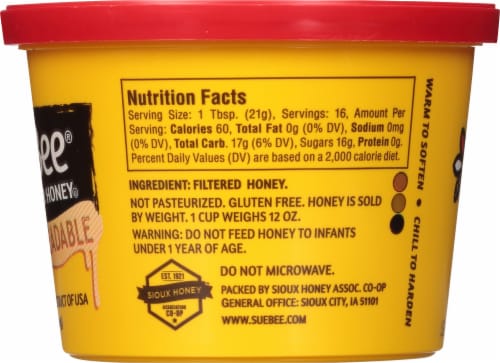 Nutrition Facts
Serving Size: 1 Tbsp. (21g), Servings: 16, Amount Per
Serving: Calories 60, Total Fat 0g (0% DV), Sodium 0mg
(0% DV), Total Carb. 17g (6% DV), Sugars 16g, Protein 0g.
Percent Daily Values (DV) are based on a 2,000 calorie diet.
INGREDIENT: FILTERED HONEY.
NOT PASTEURIZED. GLUTEN FREE. HONEY IS SOLD
BY WEIGHT. 1 CUP WEIGHS 12 OZ.
WARNING: DO NOT FEED HONEY TO INFANTS
UNDER 1 YEAR OF AGE.
EST. 1921
SIOUX HONEY
ASSOCIATION
CO-OP
DO NOT MICROWAVE.
PACKED BY SIOUX HONEY ASSOC. CO-OP
GENERAL OFFICE: SIOUX CITY, IA 51101
WWW.SUEBEE.COM
WARM TO SOFTEN • CHILL TO HARDEN
ee®
HONEY
ADABLE
UCT OF USA